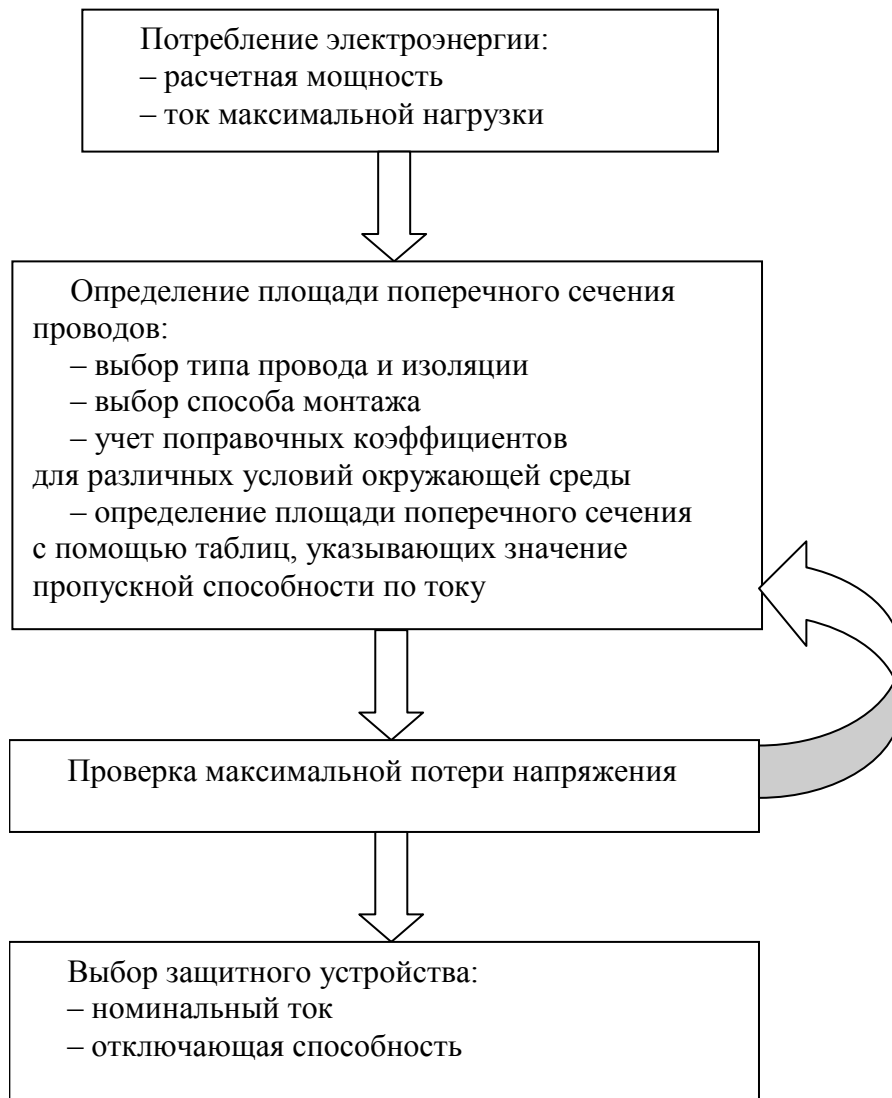 Потребление электроэнергии:
– расчетная мощность
– ток максимальной нагрузки
Определение площади поперечного сечения
проводов:
– выбор типа провода и изоляции
– выбор способа монтажа
– учет поправочных коэффициентов
для различных условий окружающей среды
– определение площади поперечного сечения
с помощью таблиц, указывающих значение
пропускной способности по току
Проверка максимальной потери напряжения
Выбор защитного устройства:
– номинальный ток
– отключающая способность